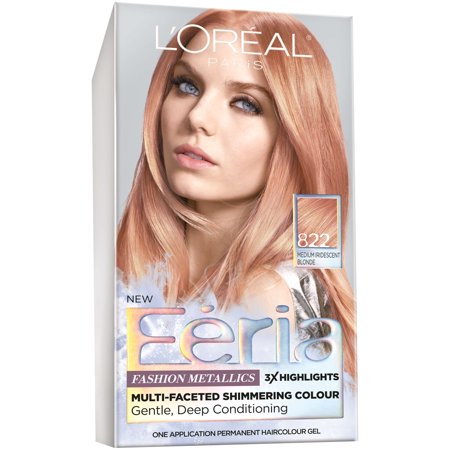 L'ORÉAL
PARIS
822
MEDIUM IRIDESCENT
BLONDE
NEW
Féria
FASHION METALLICS 3X HIGHLIGHTS
MULTI-FACETED SHIMMERING COLOUR
Gentle, Deep Conditioning
ONE APPLICATION PERMANENT HAIRCOLOUR GEL